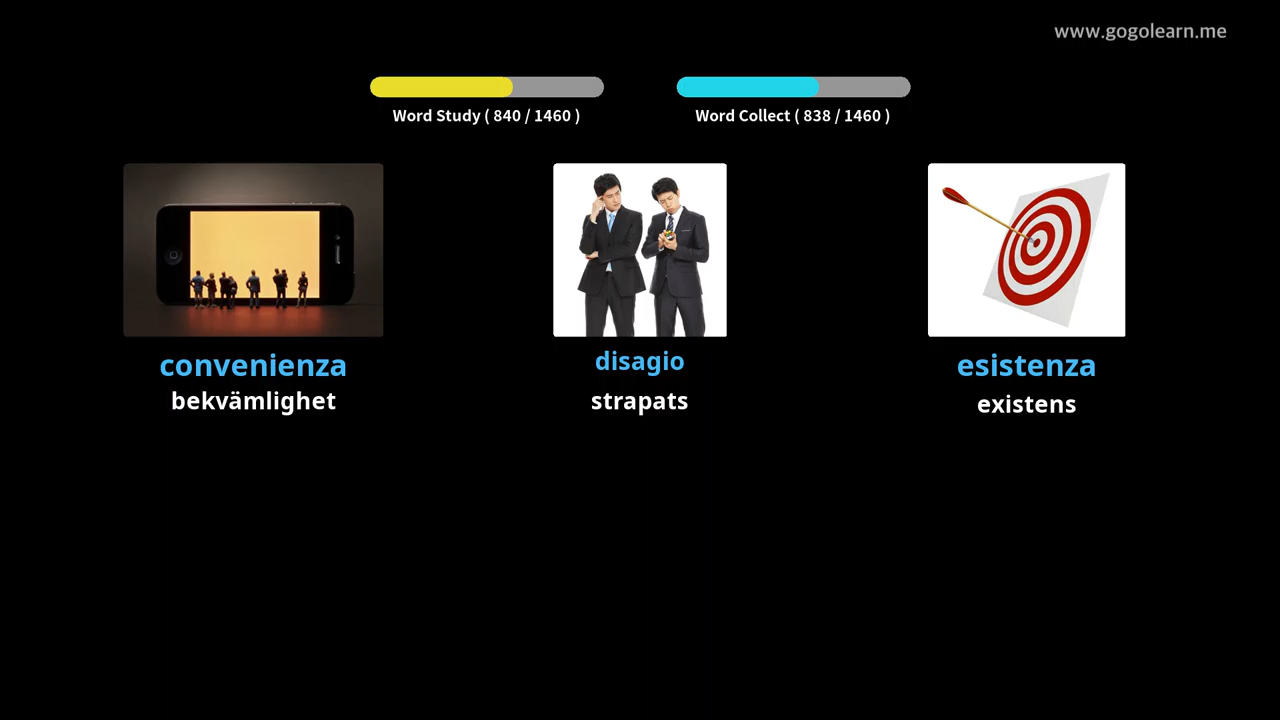 www.gogolearn.me
Word Study ( 840 / 1460 )
Word Collect ( 838 / 1460 )
convenienza
bekvämlighet
disagio
strapats
esistenza
existens